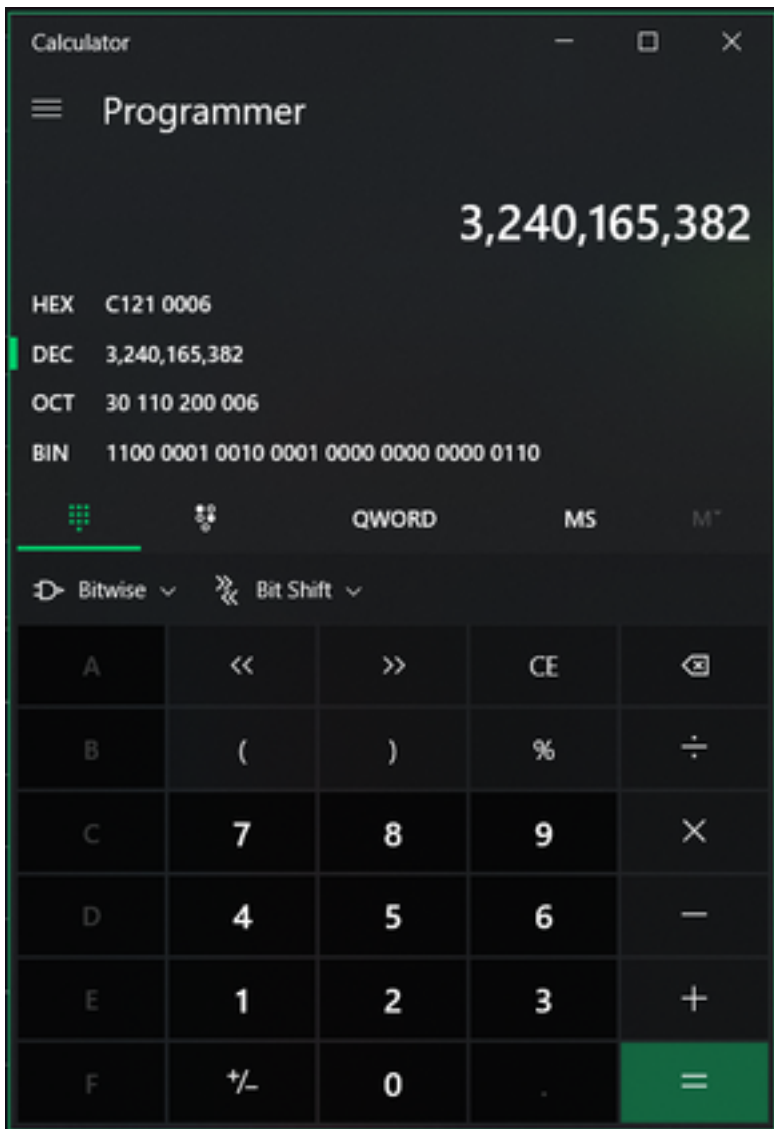 Calculator
Programmer
3,240,165,382
HEX C121 0006
DEC 3,240,165,382
OCT 30 110 200 006
BIN 1100 0001 0010 0001 0000 0000 0000 0110
QWORD MS M˅
Bitwise Bit Shift
A << >> CE
B ( ) % ÷
C 7 8 9 ×
D 4 5 6 −
E 1 2 3 +
F +/− 0 . =